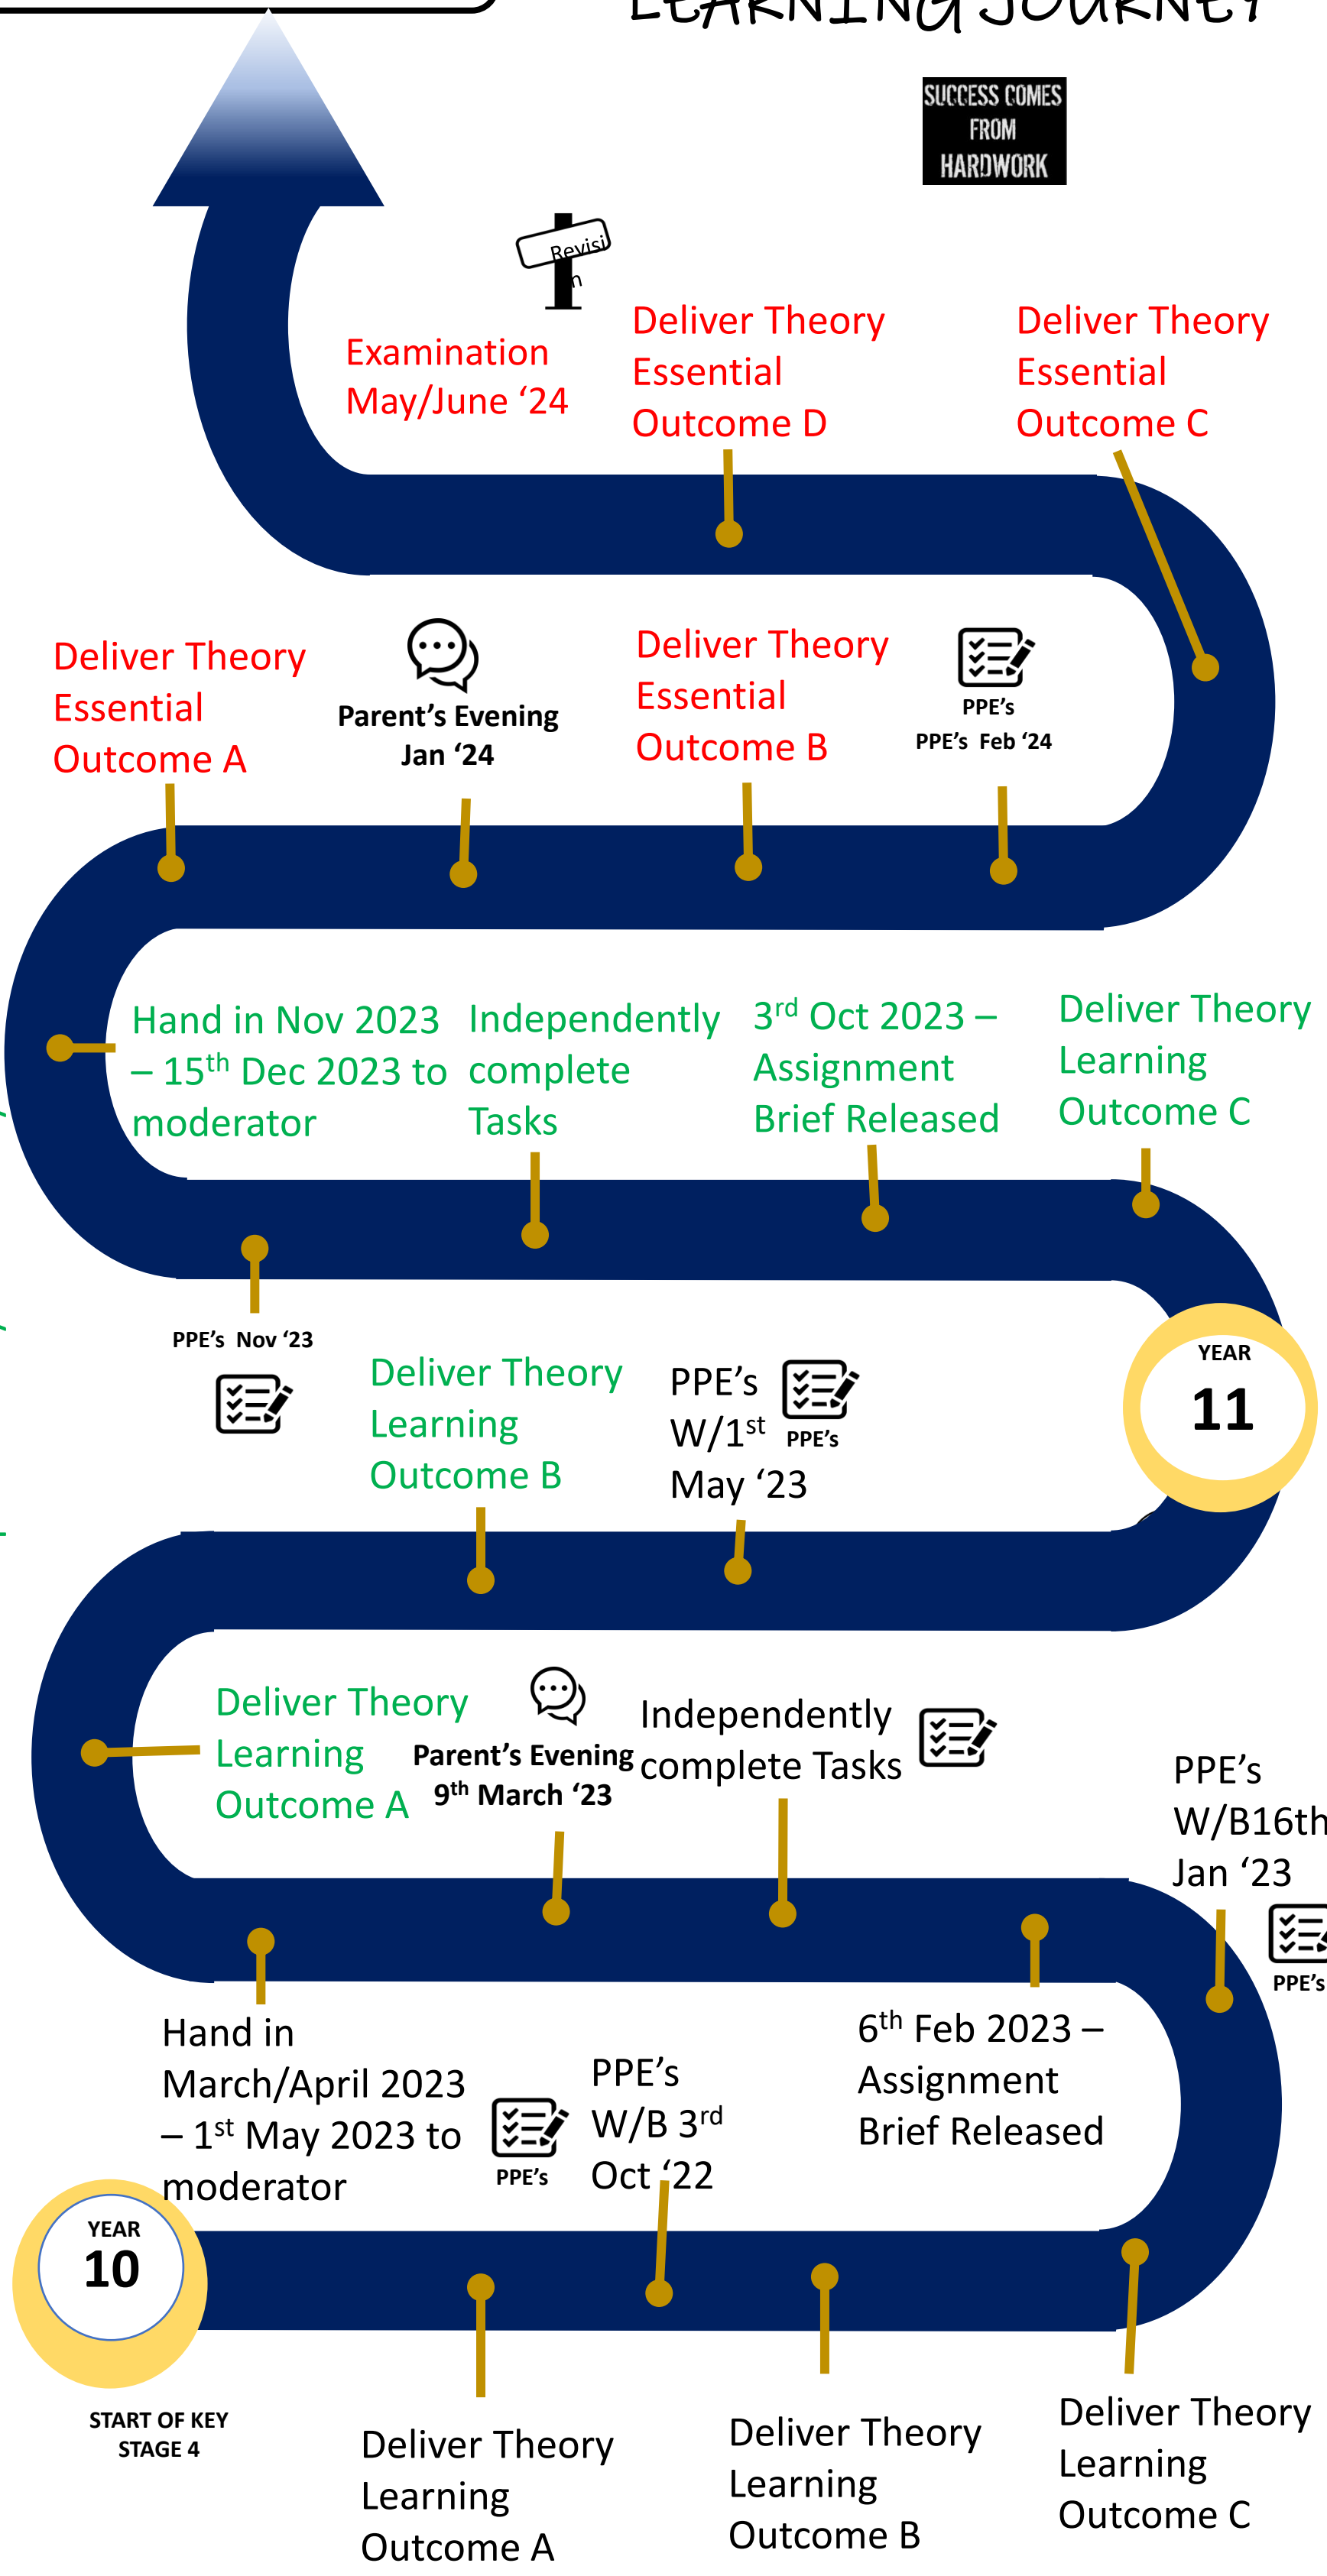 LEARNING JOURNEY
SUCCESS COMES
FROM
HARDWORK
Revisi
n
Examination
May/June ‘24
Deliver Theory
Essential
Outcome D
Deliver Theory
Essential
Outcome C
Deliver Theory
Essential
Outcome A
Parent’s Evening
Jan ‘24
Deliver Theory
Essential
Outcome B
PPE’s
PPE’s Feb ‘24
Hand in Nov 2023
– 15th Dec 2023 to
moderator
Independently
complete
Tasks
3rd Oct 2023 –
Assignment
Brief Released
Deliver Theory
Learning
Outcome C
PPE’s Nov ‘23
Deliver Theory
Learning
Outcome B
PPE’s
W/1st
May ‘23
PPE’s
YEAR
11
Deliver Theory
Learning
Outcome A
Parent’s Evening
9th March ‘23
Independently
complete Tasks
PPE’s
W/B16th
Jan ‘23
PPE’s
Hand in
March/April 2023
– 1st May 2023 to
moderator
PPE’s
PPE’s
W/B 3rd
Oct ‘22
6th Feb 2023 –
Assignment
Brief Released
YEAR
10
START OF KEY
STAGE 4
Deliver Theory
Learning
Outcome A
Deliver Theory
Learning
Outcome B
Deliver Theory
Learning
Outcome C